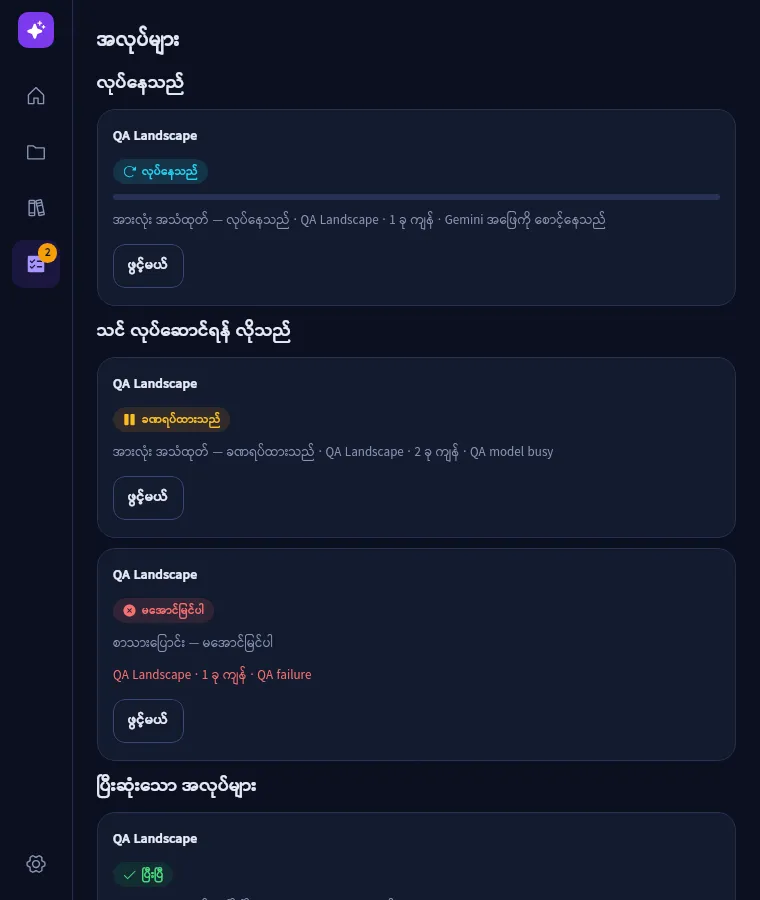 အလုပ်များ
လုပ်နေသည်
2
QA Landscape
လုပ်နေသည်
အားလုံး အသံထုတ် — လုပ်နေသည် · QA Landscape · 1 ခု ကျန် · Gemini အဖြေကို စောင့်နေသည်
ဖွင့်မယ်
သင် လုပ်ဆောင်ရန် လိုသည်
QA Landscape
ခဏရပ်ထားသည်
အားလုံး အသံထုတ် — ခဏရပ်ထားသည် · QA Landscape · 2 ခု ကျန် · QA model busy
ဖွင့်မယ်
QA Landscape
မအောင်မြင်ပါ
စာသားပြောင်း — မအောင်မြင်ပါ
QA Landscape · 1 ခု ကျန် · QA failure
ဖွင့်မယ်
ပြီးဆုံးသော အလုပ်များ
QA Landscape
ပြီးပြီ